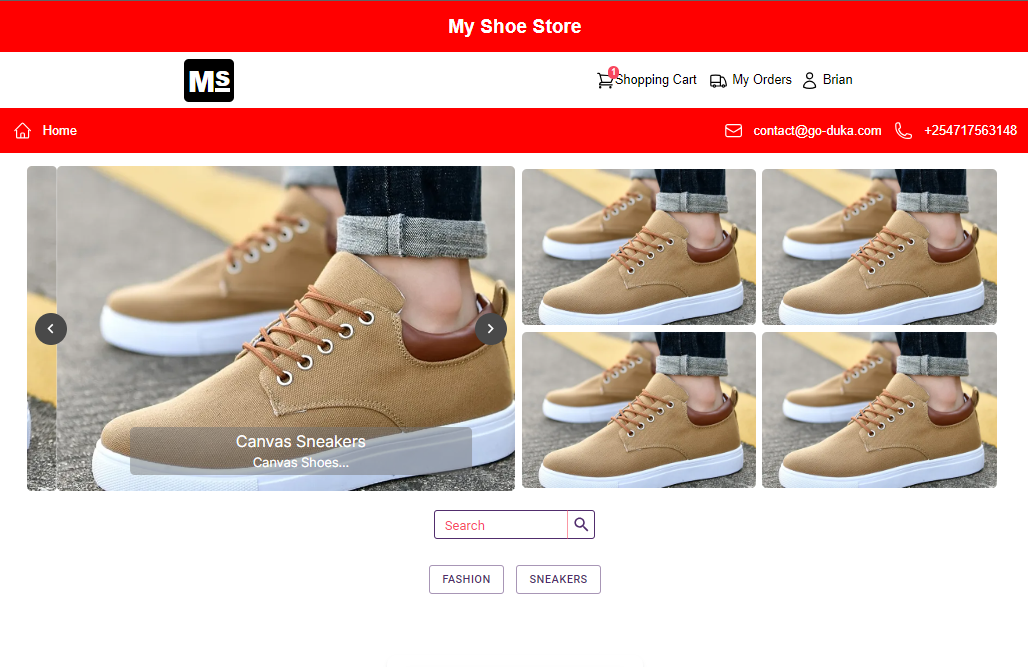 My Shoe Store
MS
1
Shopping Cart
My Orders
Brian
Home
contact@go-duka.com
+254717563148
Canvas Sneakers
Canvas Shoes...
Search
FASHION
SNEAKERS